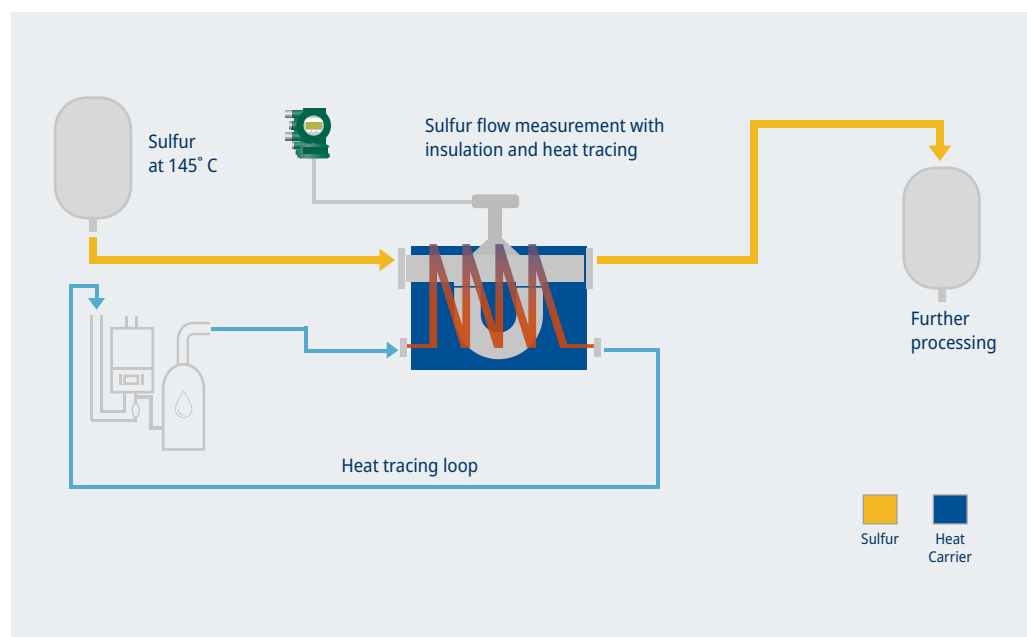 Sulfur
at 145° C
Sulfur flow measurement with
insulation and heat tracing
Further
processing
Heat tracing loop
Sulfur
Heat
Carrier